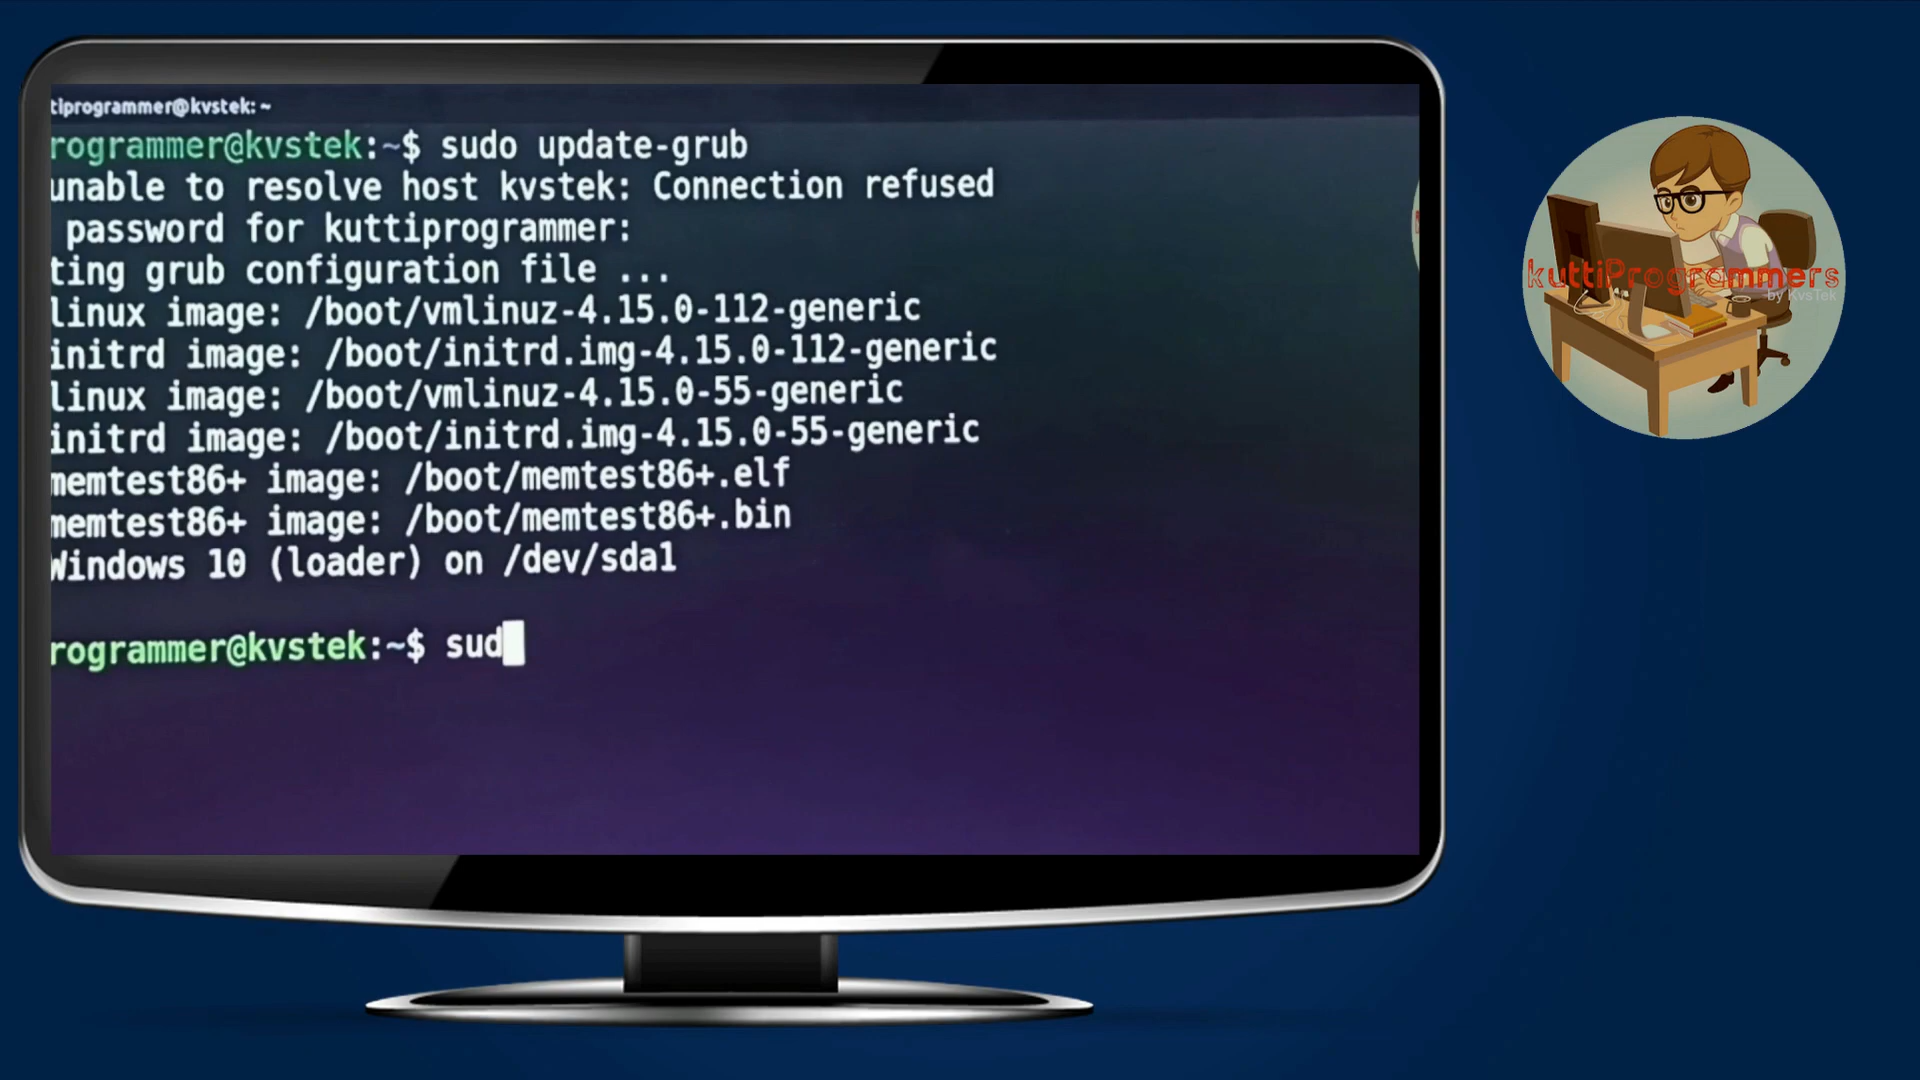 tiprogrammer@kvstek: ~
rogrammer@kvstek:~$ sudo update-grub
unable to resolve host kvstek: Connection refused
password for kuttiprogrammer:
ting grub configuration file ...
linux image: /boot/vmlinuz-4.15.0-112-generic
initrd image: /boot/initrd.img-4.15.0-112-generic
linux image: /boot/vmlinuz-4.15.0-55-generic
initrd image: /boot/initrd.img-4.15.0-55-generic
memtest86+ image: /boot/memtest86+.elf
memtest86+ image: /boot/memtest86+.bin
Windows 10 (loader) on /dev/sda1
rogrammer@kvstek:~$ sud
kuttiProgrammers
by KvsTek